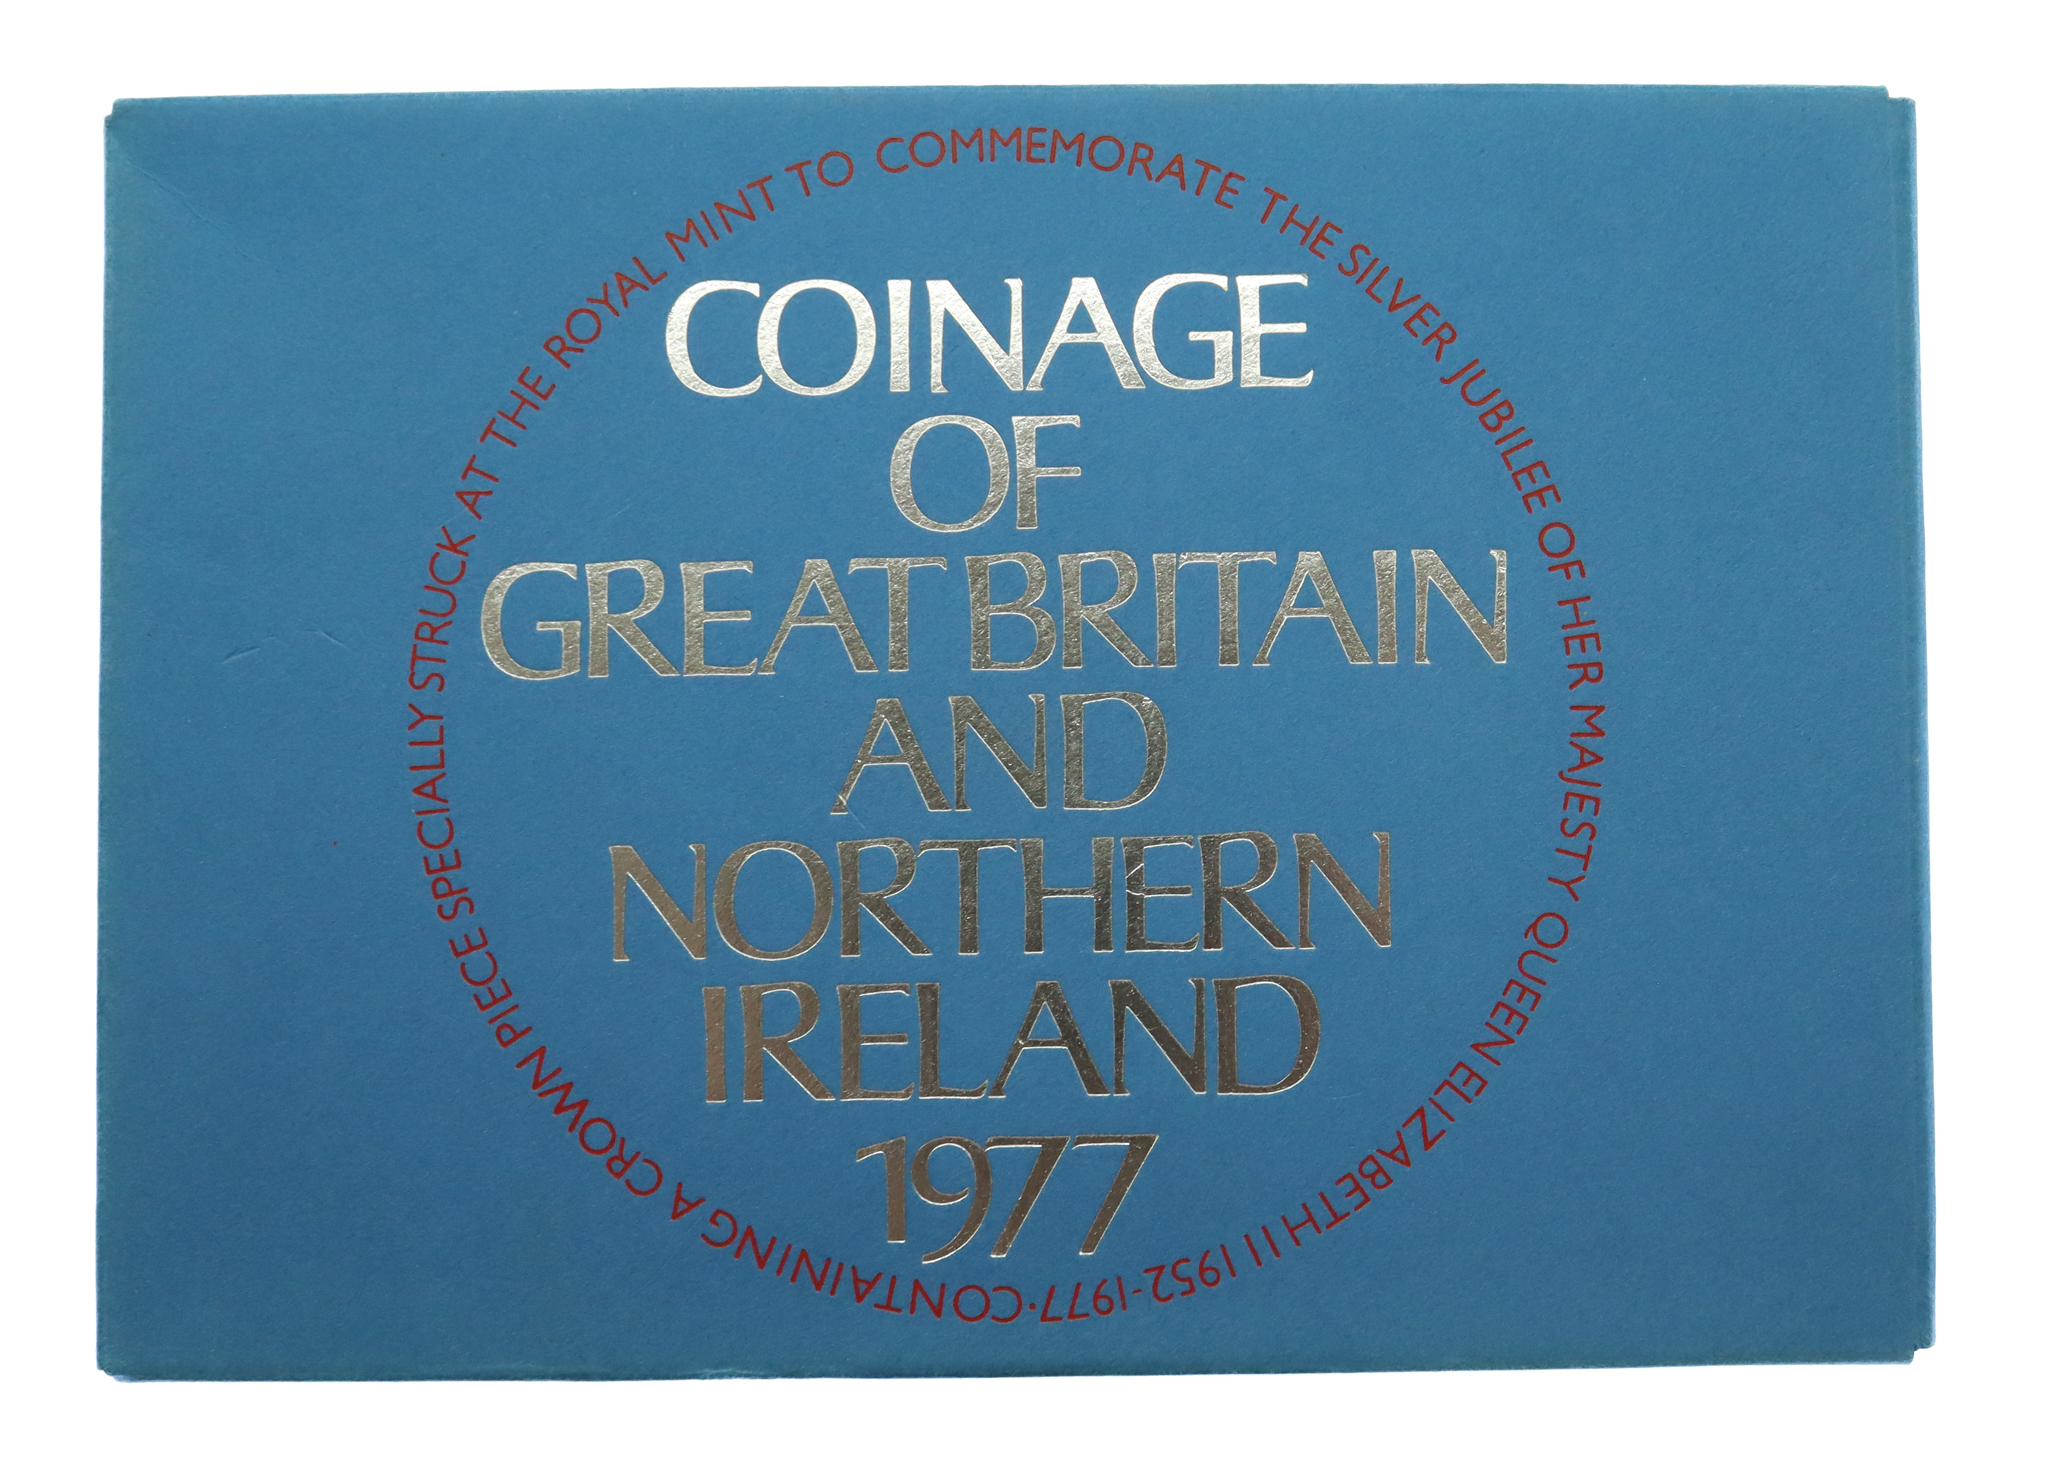 COINAGE
OF
GREAT BRITAIN
AND
NORTHERN
IRELAND
1977
CONTAINING A CROWN PIECE SPECIALLY STRUCK AT THE ROYAL MINT TO COMMEMORATE THE SILVER JUBILEE OF HER MAJESTY QUEEN ELIZABETH II 1952-1977·